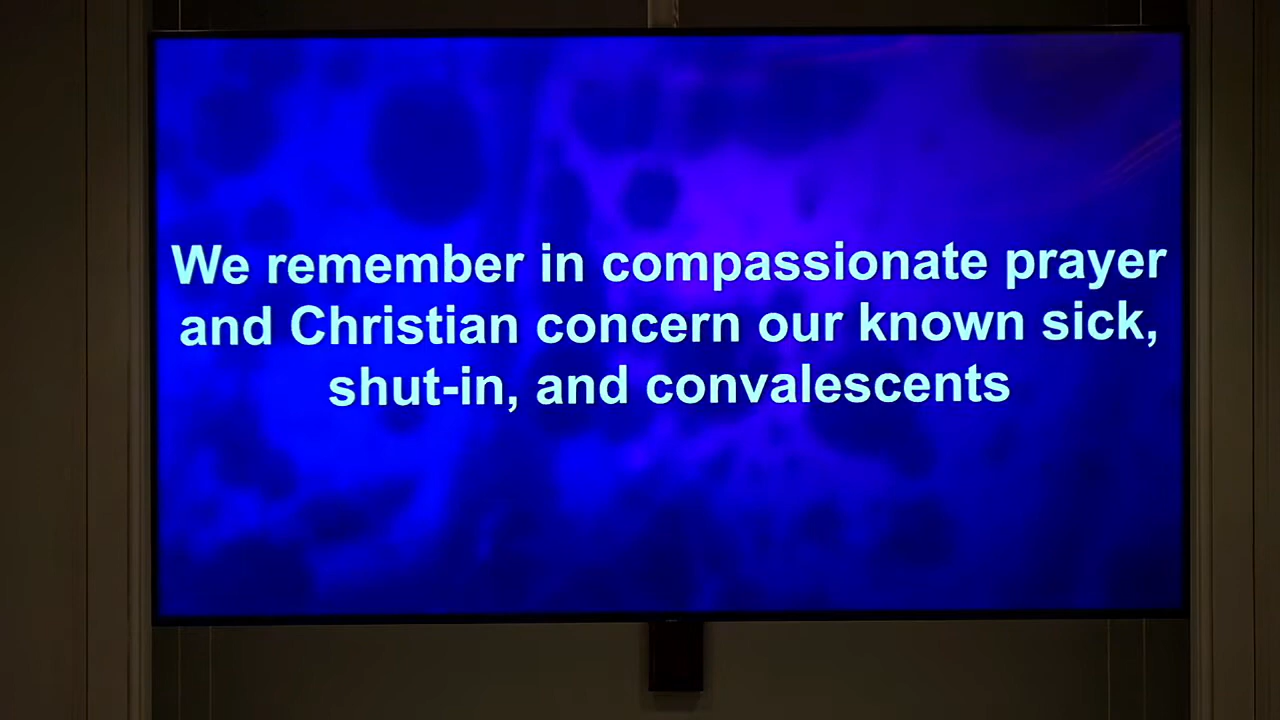 We remember in compassionate prayer
and Christian concern our known sick,
shut-in, and convalescents